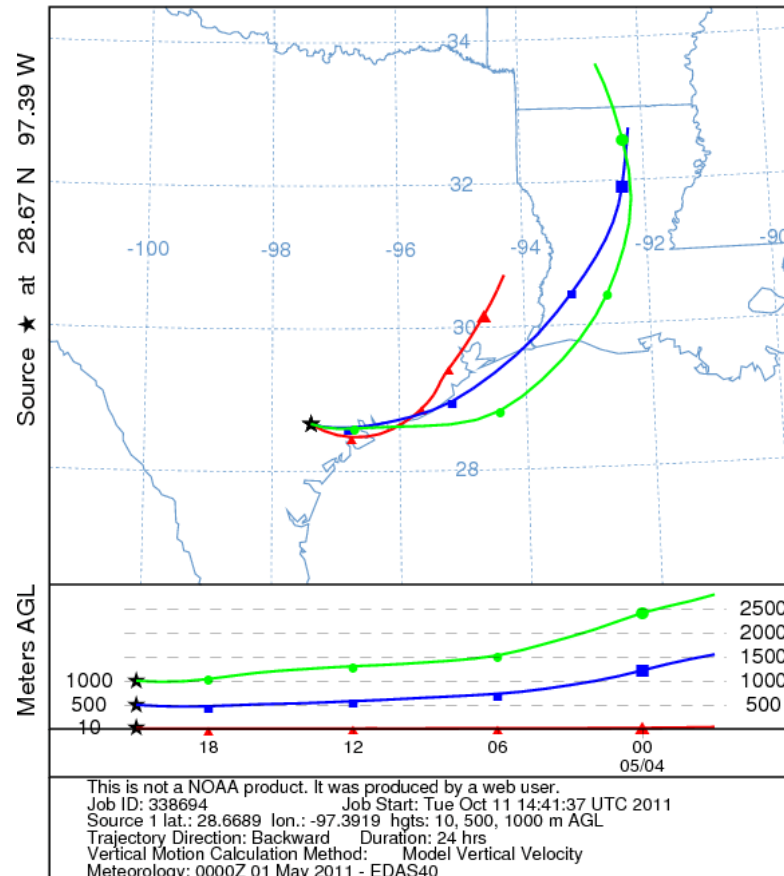 Source ★ at 28.67 N 97.39 W
34
32
-100
-98
-96
-94
-92
-90
30
28
Meters AGL
2500
2000
1500
1000
1000
500
500
10
18
12
06
00
05/04
This is not a NOAA product. It was produced by a web user.
Job ID: 338694 Job Start: Tue Oct 11 14:41:37 UTC 2011
Source 1 lat.: 28.6689 lon.: -97.3919 hgts: 10, 500, 1000 m AGL
Trajectory Direction: Backward Duration: 24 hrs
Vertical Motion Calculation Method: Model Vertical Velocity
Meteorology: 0000Z 01 May 2011 - EDAS40